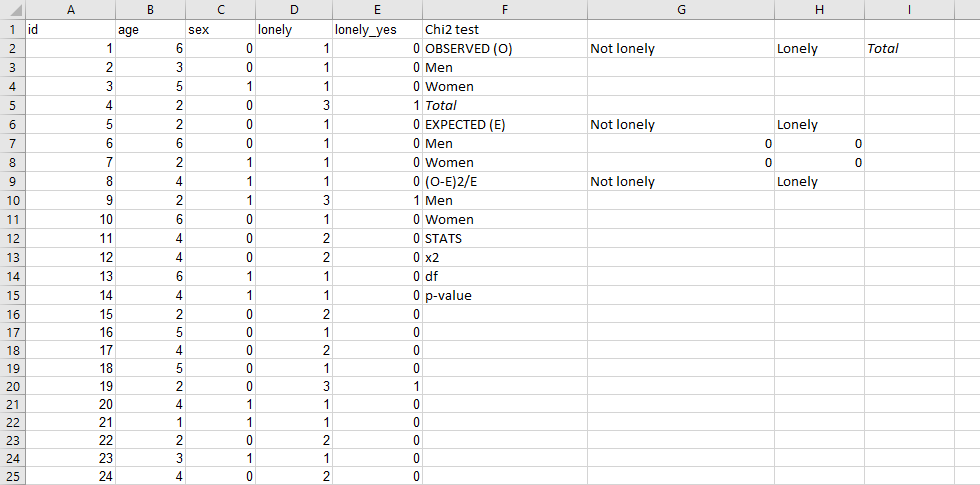 A B C D E F G H I
1 id age sex lonely lonely_yes Chi2 test
2 1 6 0 1 0 OBSERVED (O) Not lonely Lonely Total
3 2 3 0 1 0 Men
4 3 5 1 1 0 Women
5 4 2 0 3 1 Total
6 5 2 0 1 0 EXPECTED (E) Not lonely Lonely
7 6 6 0 1 0 Men 0 0
8 7 2 1 1 0 Women 0 0
9 8 4 1 1 0 (O-E)2/E Not lonely Lonely
10 9 2 1 3 1 Men
11 10 6 0 1 0 Women
12 11 4 0 2 0 STATS
13 12 4 0 2 0 x2
14 13 6 1 1 0 df
15 14 4 1 1 0 p-value
16 15 2 0 2 0
17 16 5 0 1 0
18 17 4 0 2 0
19 18 5 0 1 0
20 19 2 0 3 1
21 20 4 1 1 0
22 21 1 1 1 0
23 22 2 0 2 0
24 23 3 1 1 0
25 24 4 0 2 0